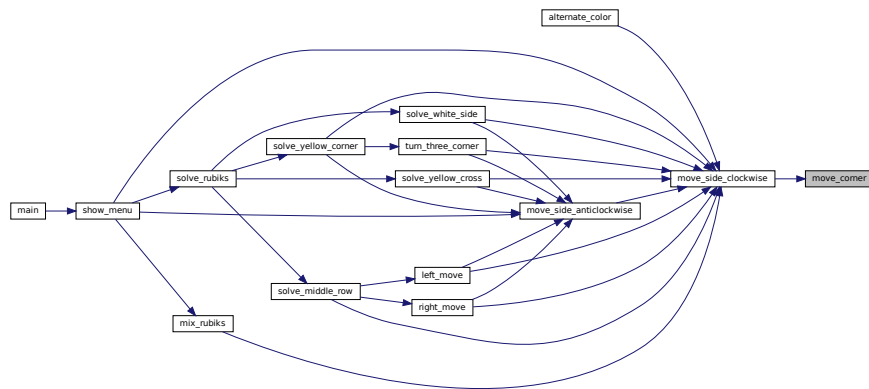 alternate_color
solve_white_side
solve_yellow_corner
turn_three_corner
solve_rubiks
solve_yellow_cross
move_side_clockwise
move_corner
main
show_menu
move_side_anticlockwise
left_move
solve_middle_row
right_move
mix_rubiks